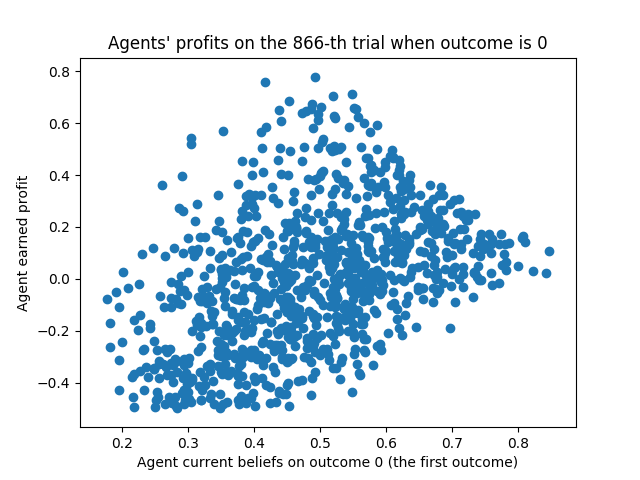 Agents' profits on the 866-th trial when outcome is 0
0.8
0.6
0.4
0.2
0.0
−0.2
−0.4
Agent earned profit
0.2 0.3 0.4 0.5 0.6 0.7 0.8
Agent current beliefs on outcome 0 (the first outcome)